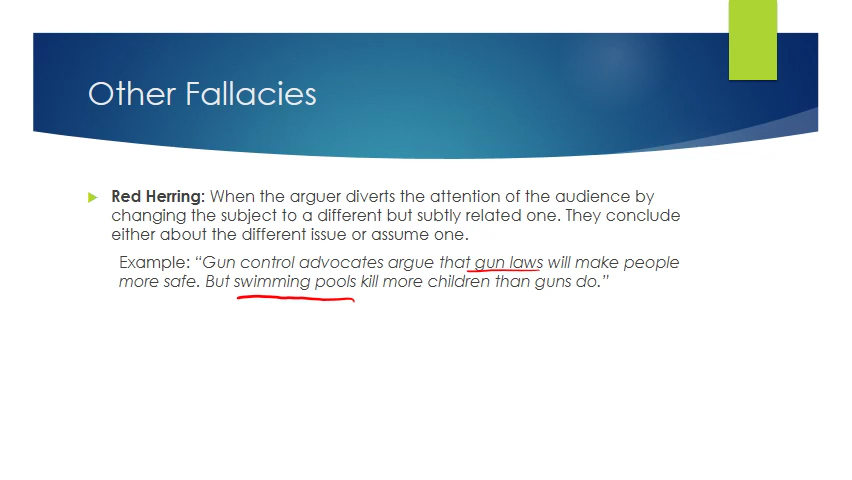 Other Fallacies
Red Herring: When the arguer diverts the attention of the audience by
changing the subject to a different but subtly related one. They conclude
either about the different issue or assume one.
Example: “Gun control advocates argue that gun laws will make people
more safe. But swimming pools kill more children than guns do.”